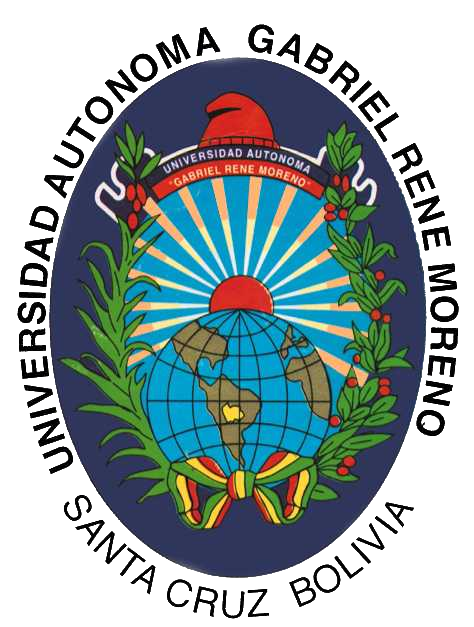 UNIVERSIDAD AUTONOMA GABRIEL RENE MORENO
UNIVERSIDAD AUTONOMA
"GABRIEL RENE MORENO"
SANTA CRUZ BOLIVIA